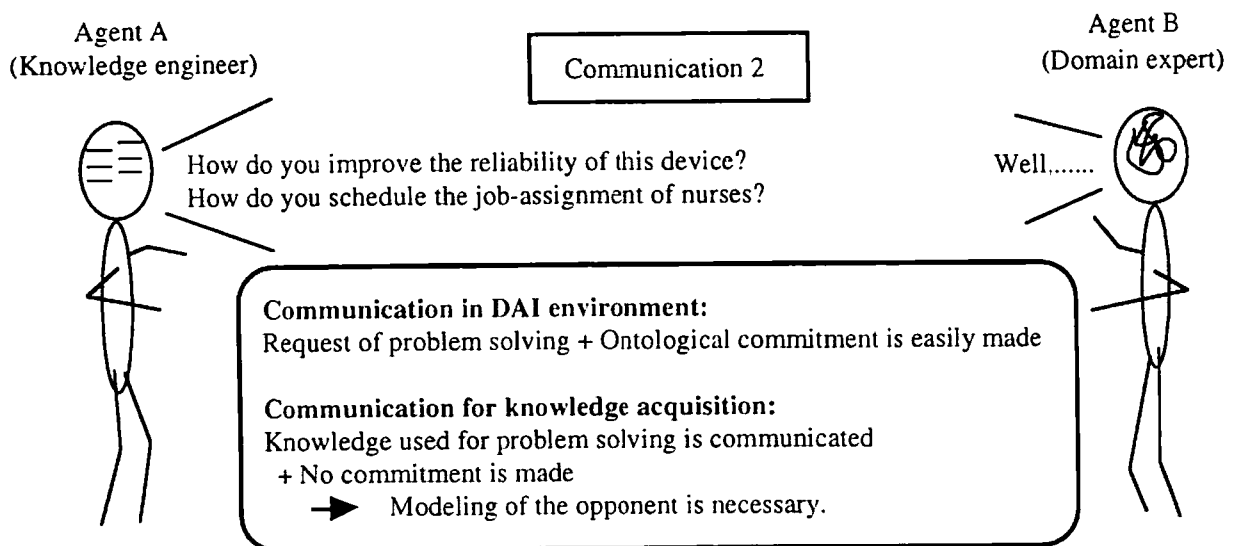 Agent A
(Knowledge engineer)
Communication 2
Agent B
(Domain expert)
How do you improve the reliability of this device?
How do you schedule the job-assignment of nurses?
Well.......
Communication in DAI environment:
Request of problem solving + Ontological commitment is easily made
Communication for knowledge acquisition:
Knowledge used for problem solving is communicated
+ No commitment is made
Modeling of the opponent is necessary.